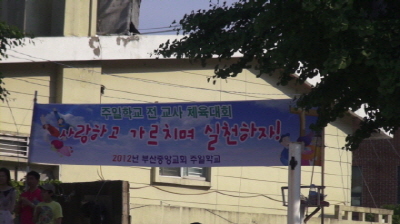 주일학교 전 교사 체육대회
사랑하고 가르치며 실천하자!
2012년 부산중앙교회 주일학교